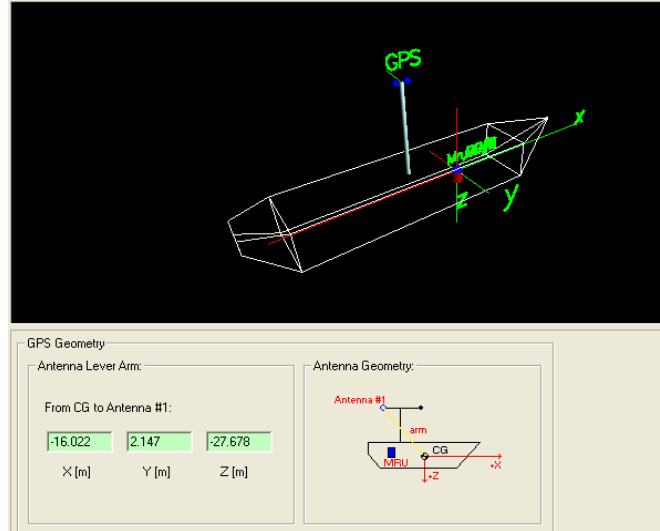 GPS
x
y
z
GPS Geometry
Antenna Lever Arm:
From CG to Antenna #1:
-16.022 2.147 -27.678
X [m] Y [m] Z [m]
Antenna Geometry:
Antenna #1
arm
CG
MRU
+X
+Z